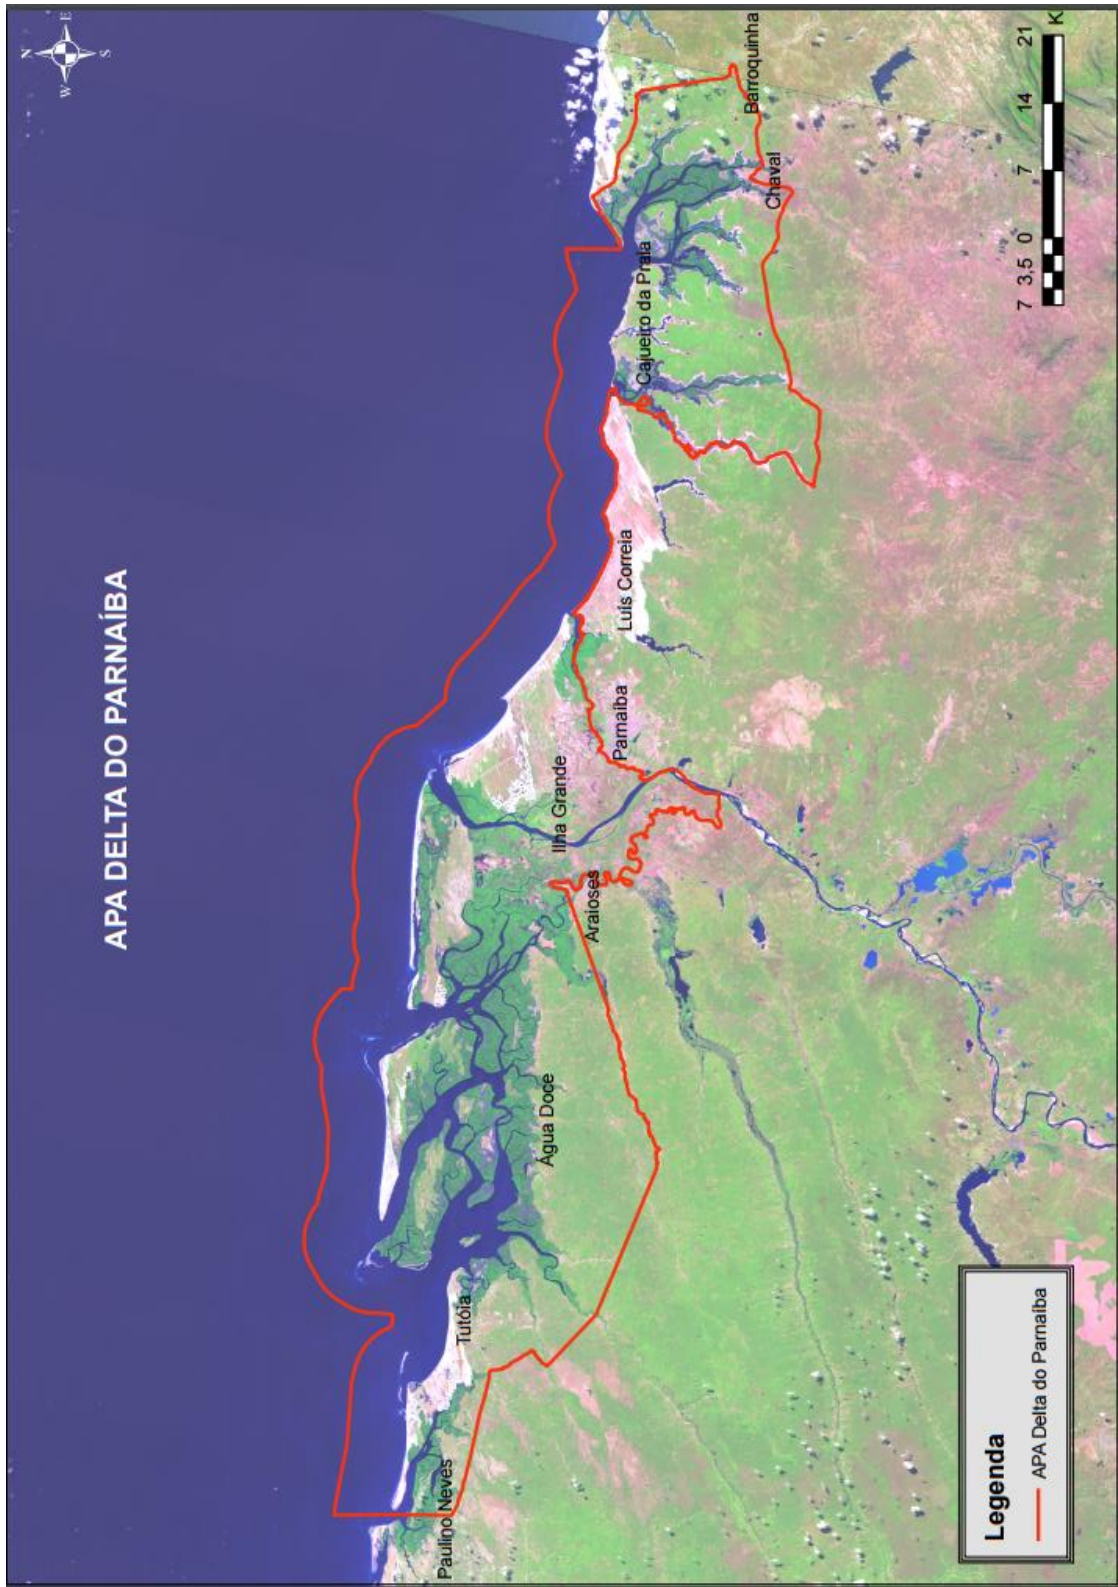 APA DELTA DO PARNAÍBA
N
W
E
S
Paulino Neves
Tutóia
Água Doce
Araioses
Ilha Grande
Parnaíba
Luis Correia
Cajueiro da Praia
Chaval
Barroquinha
Legenda
APA Delta do Parnaíba
7 3,5 0 7 14 21
K